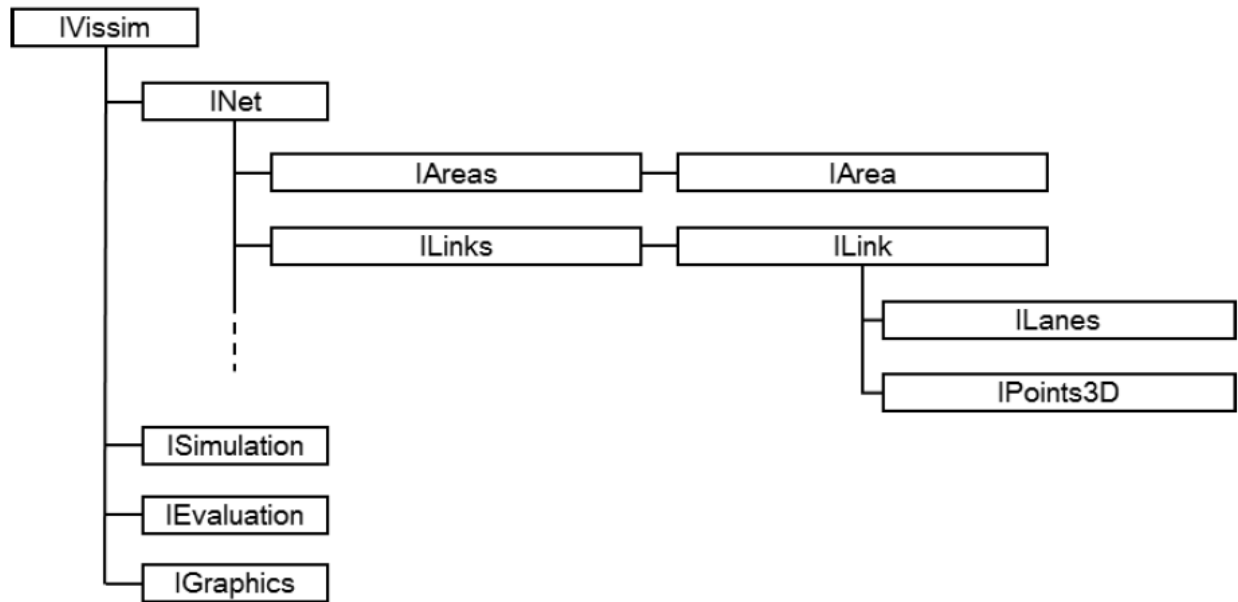 IVissim
INet
IAreas IArea
ILinks ILink
ILanes
IPoints3D
ISimulation
IEvaluation
IGraphics